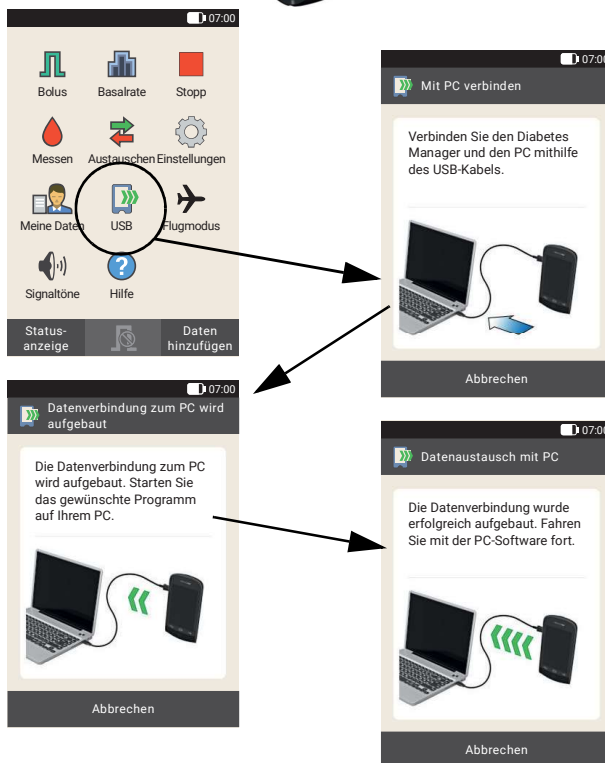 07:00
Bolus Basalrate Stopp
Messen Austauschen Einstellungen
Meine Daten USB Flugmodus
Signaltöne Hilfe
Status-
anzeige
Daten
hinzufügen
07:00
Mit PC verbinden
Verbinden Sie den Diabetes
Manager und den PC mithilfe
des USB-Kabels.
Abbrechen
07:00
Datenverbindung zum PC wird
aufgebaut
Die Datenverbindung zum PC
wird aufgebaut. Starten Sie
das gewünschte Programm
auf Ihrem PC.
Abbrechen
07:00
Datenaustausch mit PC
Die Datenverbindung wurde
erfolgreich aufgebaut. Fahren
Sie mit der PC-Software fort.
Abbrechen